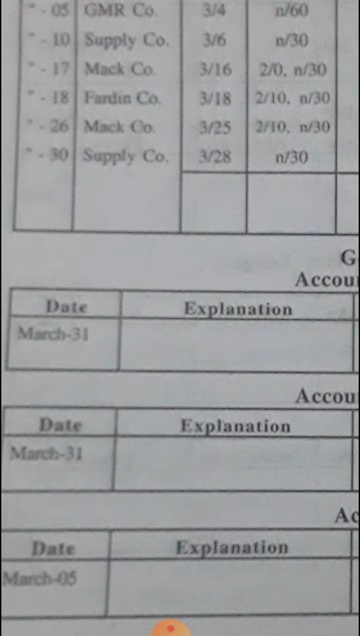 " - 05 GMR Co. 3/4 n/60
" - 10 Supply Co. 3/6 n/30
" - 17 Mack Co. 3/16 2/0, n/30
" - 18 Fardin Co. 3/18 2/10, n/30
" - 26 Mack Co. 3/25 2/10, n/30
" - 30 Supply Co. 3/28 n/30
G
Accou
Date Explanation
March-31
Accou
Date Explanation
March-31
Ac
Date Explanation
March-05